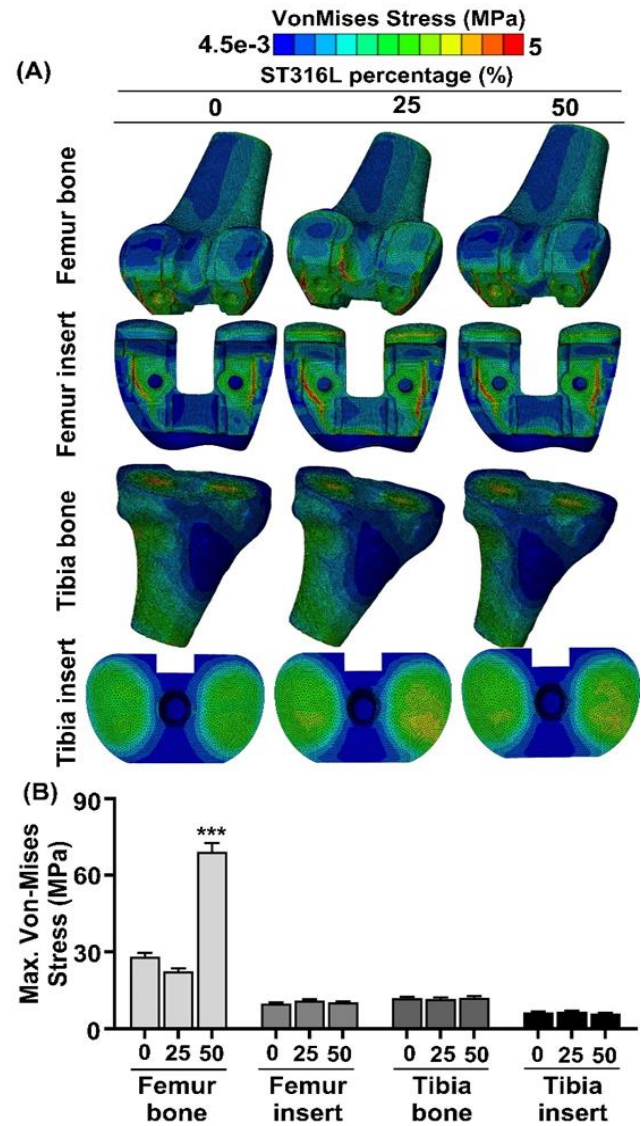 VonMises Stress (MPa)
4.5e-3 5
(A)
ST316L percentage (%)
0 25 50
Femur bone
Femur insert
Tibia bone
Tibia insert
(B)
Max. Von-Mises
Stress (MPa)
90
60
30
0
***
0 25 50 0 25 50 0 25 50 0 25 50
Femur bone
Femur insert
Tibia bone
Tibia insert